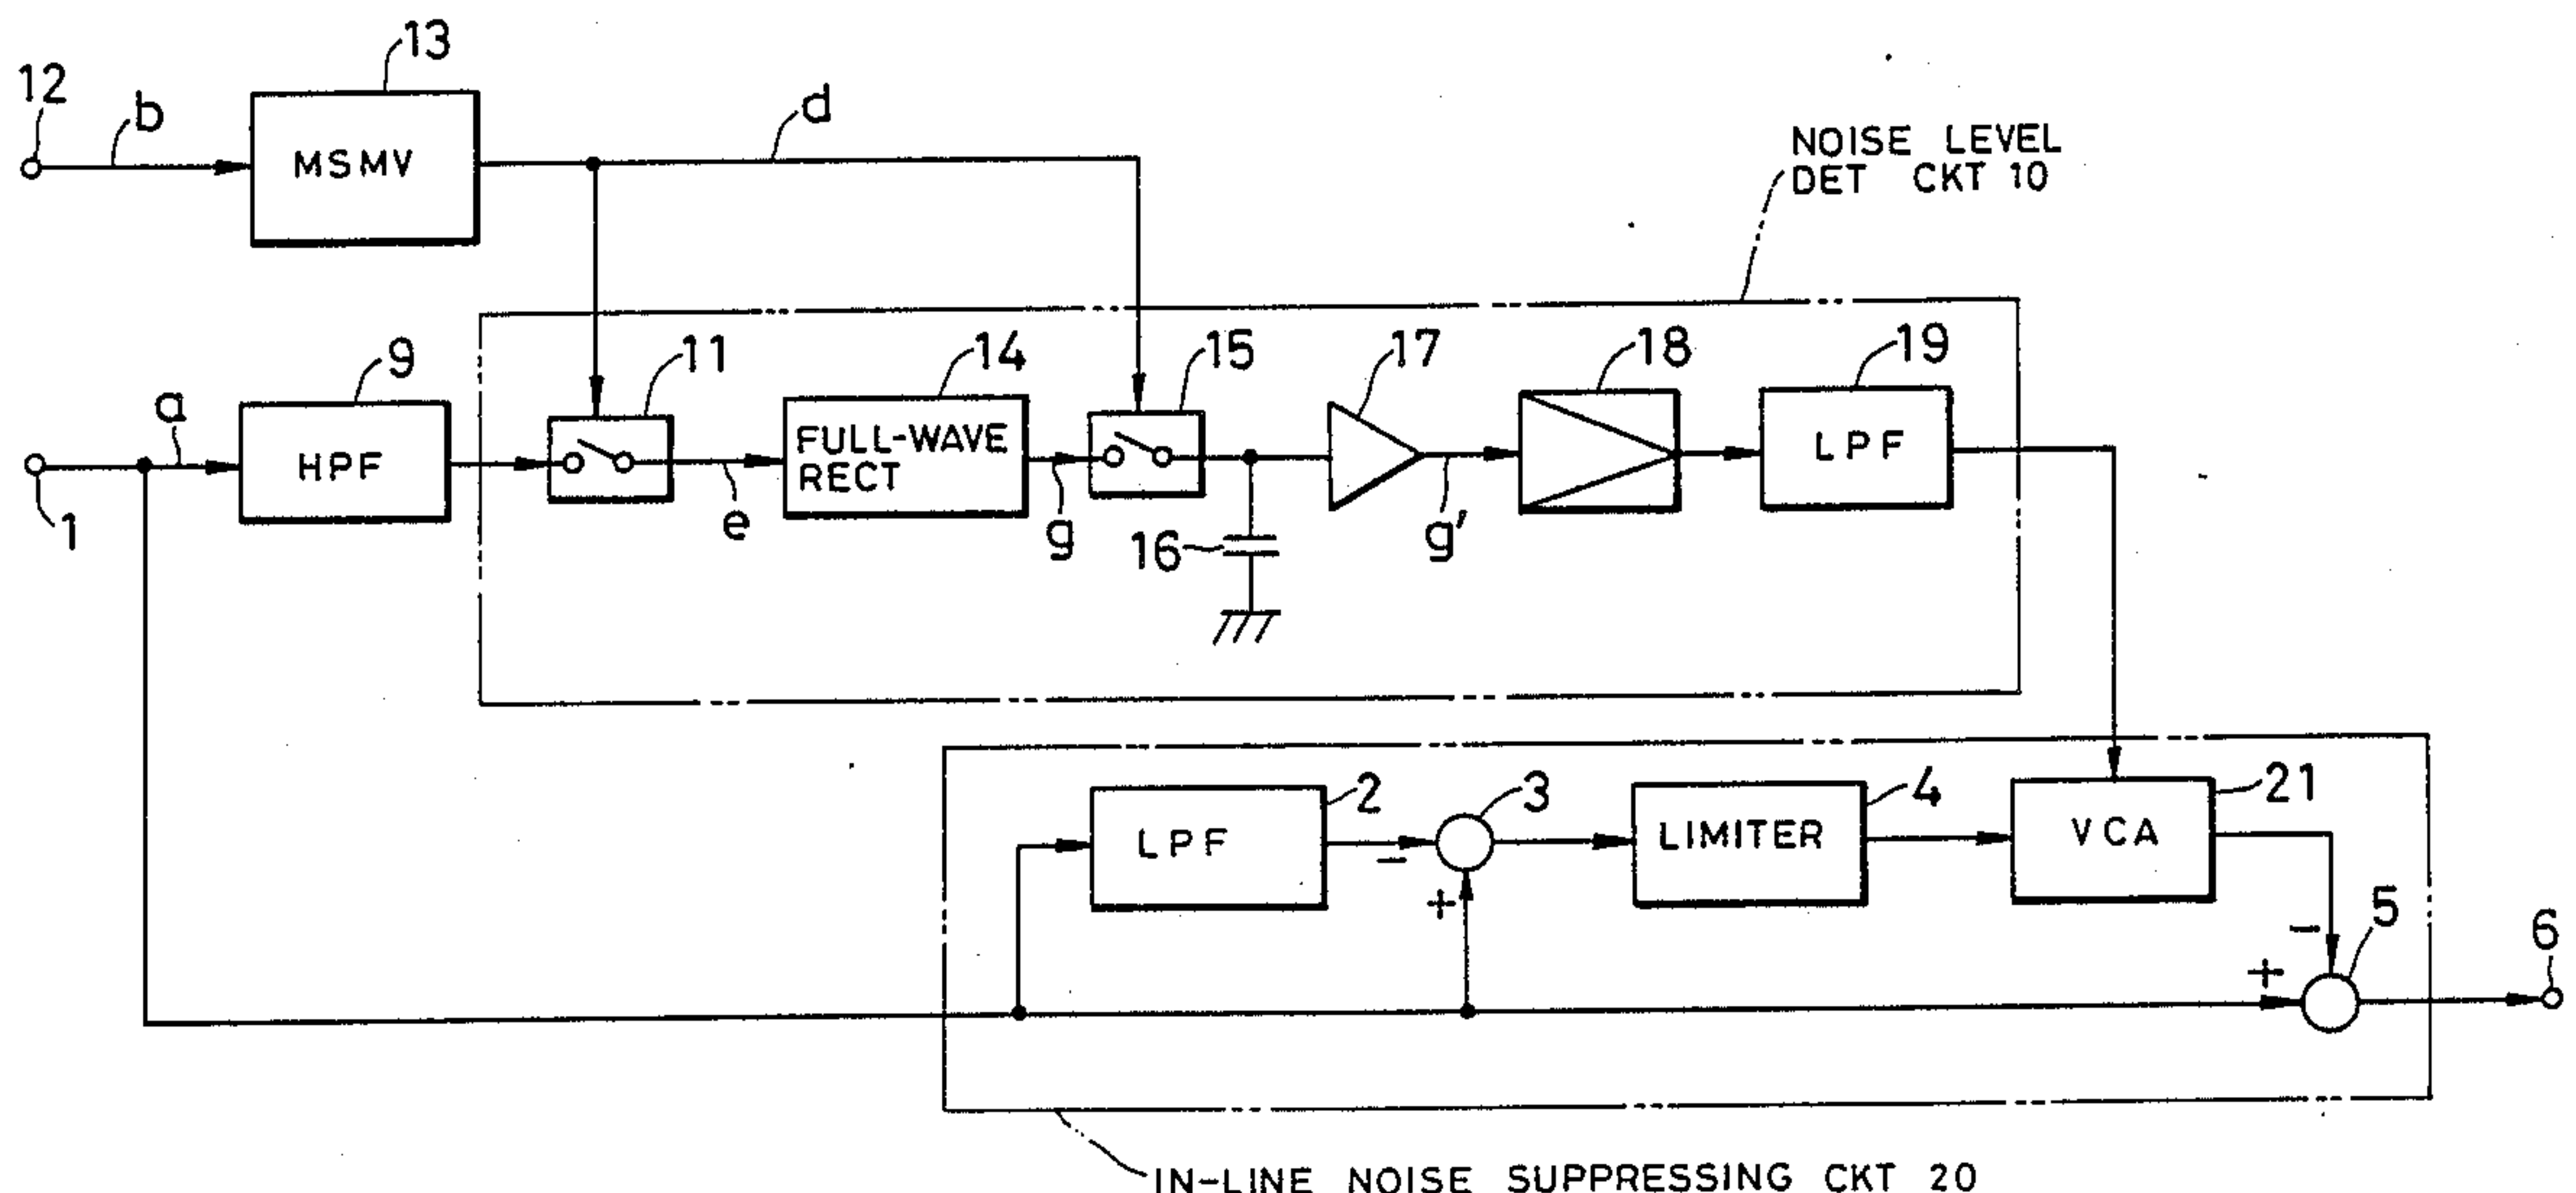 13
12
b
MSMV
d
NOISE LEVEL
DET CKT 10
a
9
HPF
11
14
FULL-WAVE
RECT
15
17
18
19
LPF
1
e
g
16
g'
LPF
2
3
LIMITER
4
VCA
21
−
+
−
+
5
6
IN-LINE NOISE SUPPRESSING CKT 20